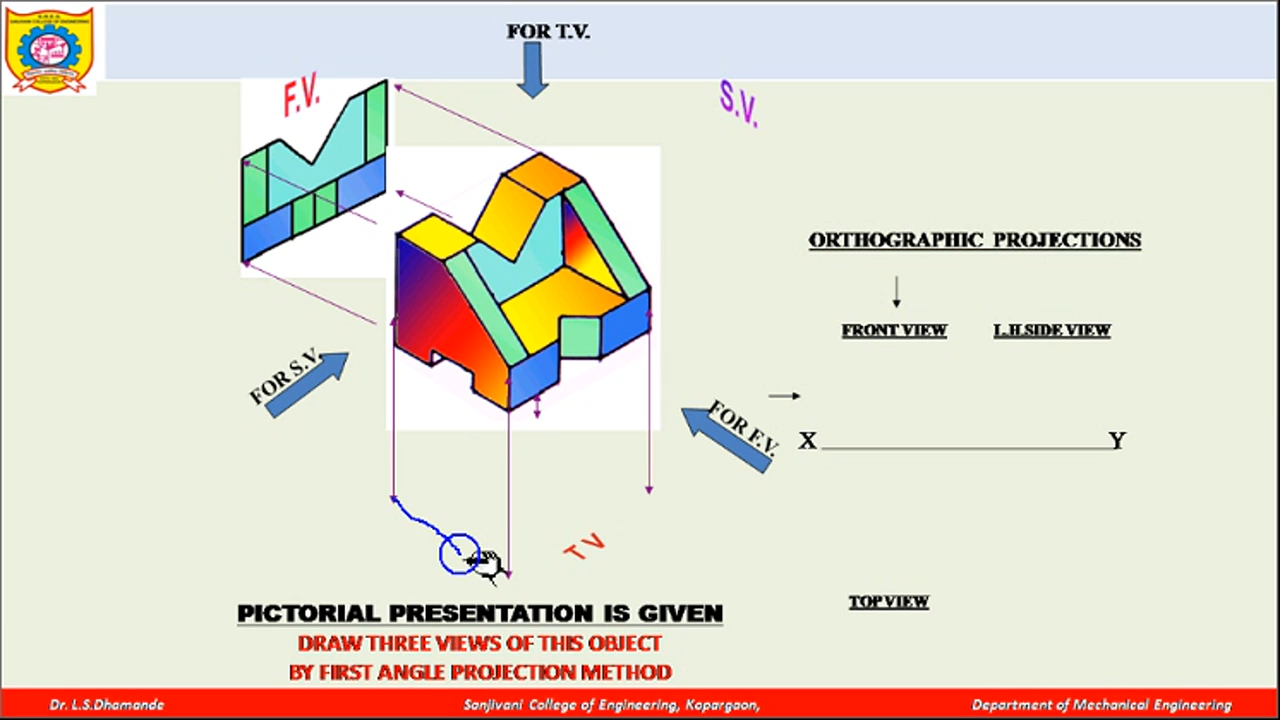 FOR T.V.
F.V.
S.V.
ORTHOGRAPHIC PROJECTIONS
FRONT VIEW
L.H.SIDE VIEW
FOR S.V.
FOR F.V.
X
Y
T V
TOP VIEW
PICTORIAL PRESENTATION IS GIVEN
DRAW THREE VIEWS OF THIS OBJECT
BY FIRST ANGLE PROJECTION METHOD
Dr. L.S.Dhamande
Sanjivani College of Engineering, Kopargaon,
Department of Mechanical Engineering